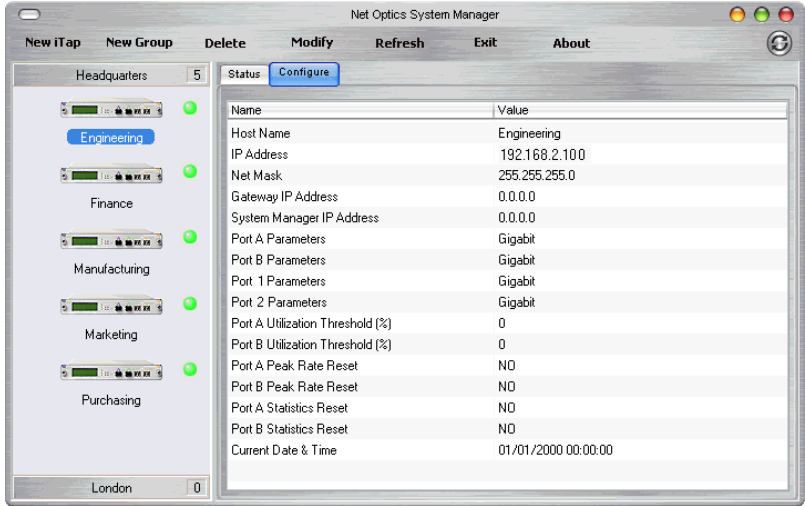 Net Optics System Manager
New iTap New Group Delete Modify Refresh Exit About
Headquarters 5
Engineering
Finance
Manufacturing
Marketing
Purchasing
London 0
Status Configure
Name Value
Host Name Engineering
IP Address 192.168.2.100
Net Mask 255.255.255.0
Gateway IP Address 0.0.0.0
System Manager IP Address 0.0.0.0
Port A Parameters Gigabit
Port B Parameters Gigabit
Port 1 Parameters Gigabit
Port 2 Parameters Gigabit
Port A Utilization Threshold (%) 0
Port B Utilization Threshold (%) 0
Port A Peak Rate Reset NO
Port B Peak Rate Reset NO
Port A Statistics Reset NO
Port B Statistics Reset NO
Current Date & Time 01/01/2000 00:00:00